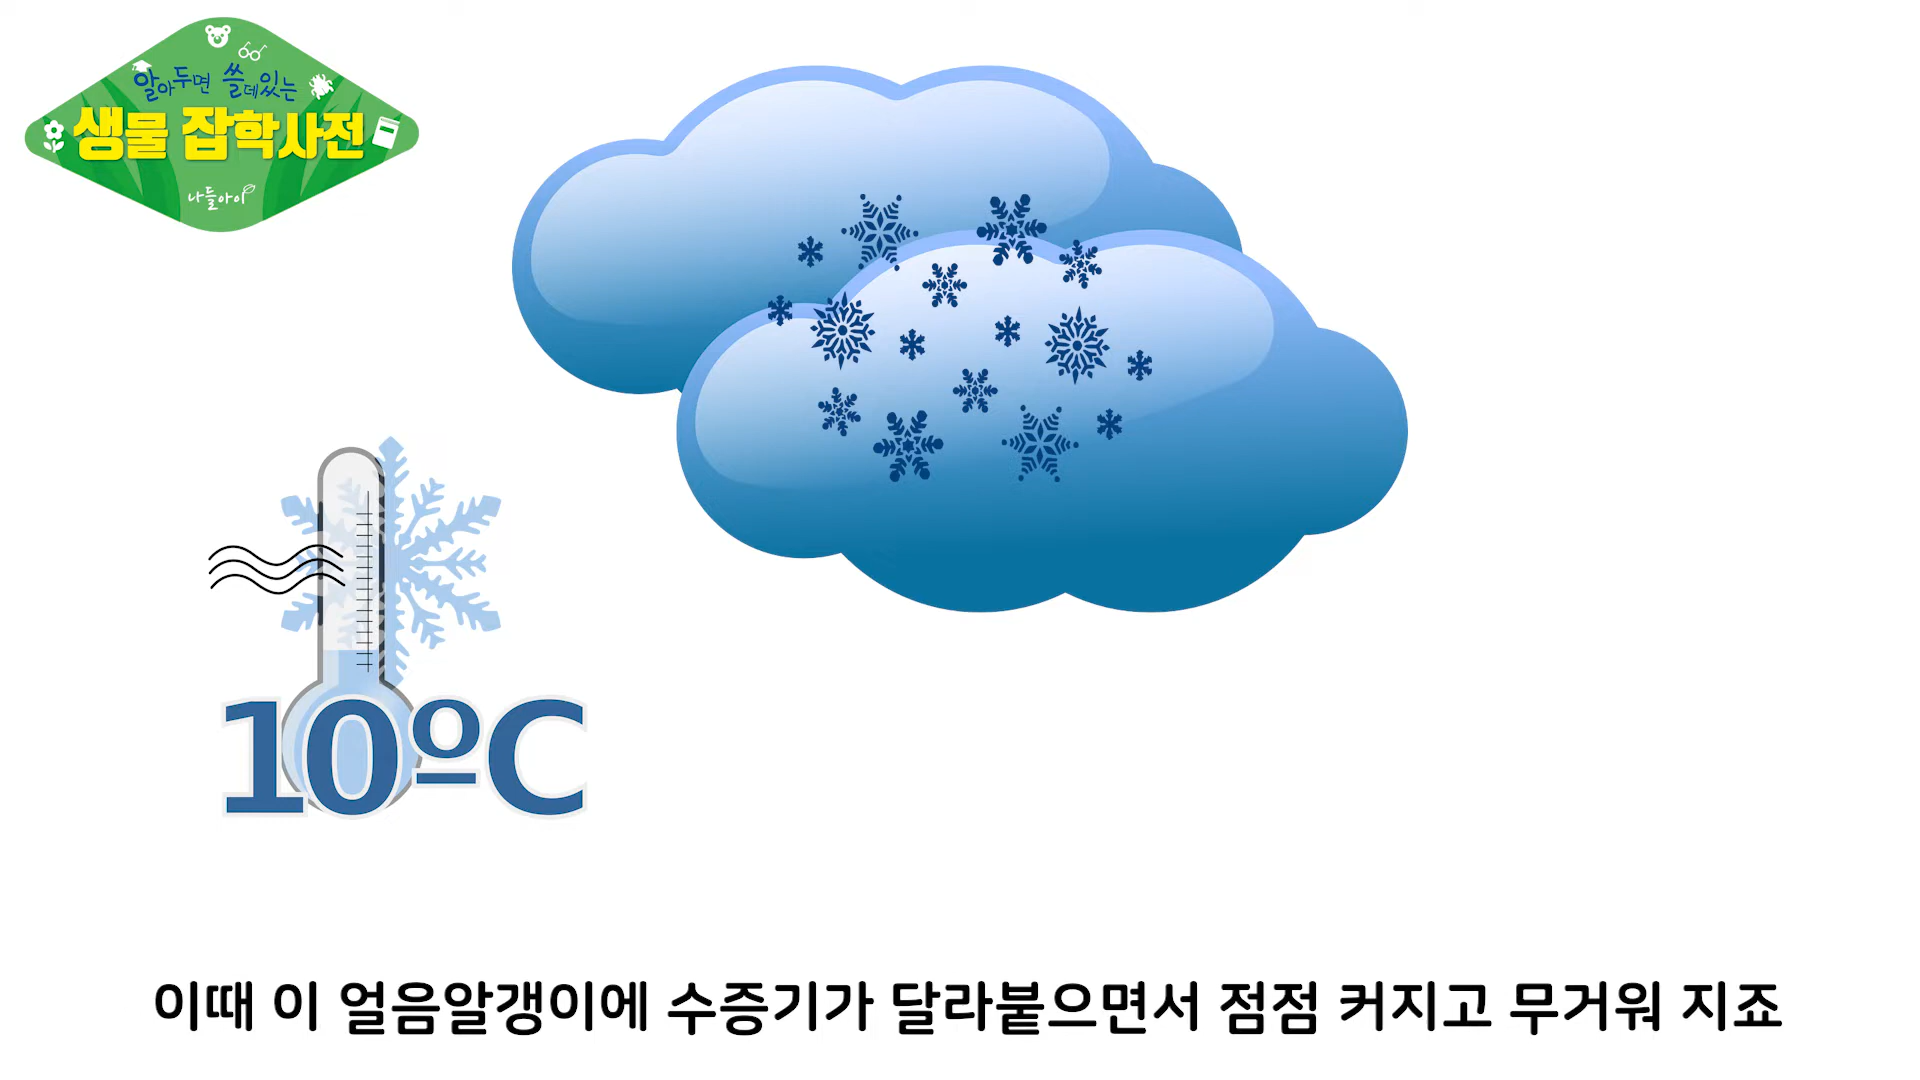 알아두면 쓸데있는
생물 잡학사전
나들아이
10ºC
이때 이 얼음알갱이에 수증기가 달라붙으면서 점점 커지고 무거워 지죠